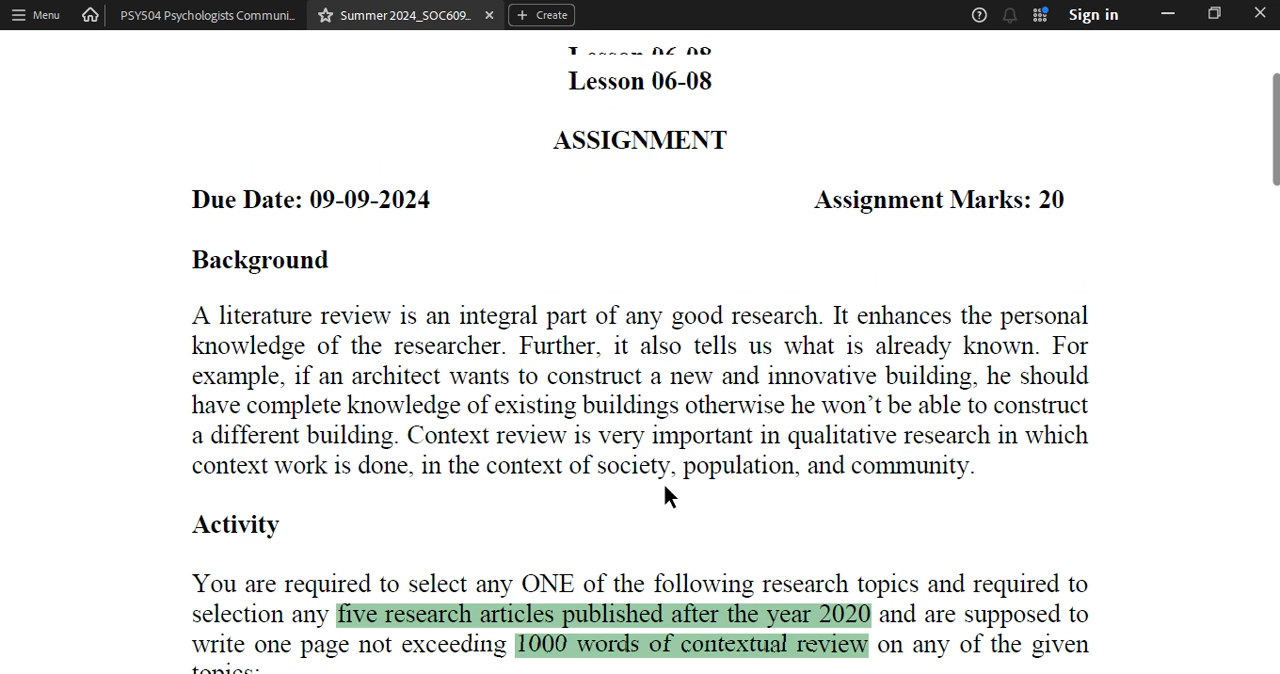 Menu
PSY504 Psychologists Communi...
Summer 2024_SOC609_
+ Create
Sign in
Lesson 06-08
Lesson 06-08
ASSIGNMENT
Due Date: 09-09-2024 Assignment Marks: 20
Background
A literature review is an integral part of any good research. It enhances the personal
knowledge of the researcher. Further, it also tells us what is already known. For
example, if an architect wants to construct a new and innovative building, he should
have complete knowledge of existing buildings otherwise he won't be able to construct
a different building. Context review is very important in qualitative research in which
context work is done, in the context of society, population, and community.
Activity
You are required to select any ONE of the following research topics and required to
selection any five research articles published after the year 2020 and are supposed to
write one page not exceeding 1000 words of contextual review on any of the given
topics: